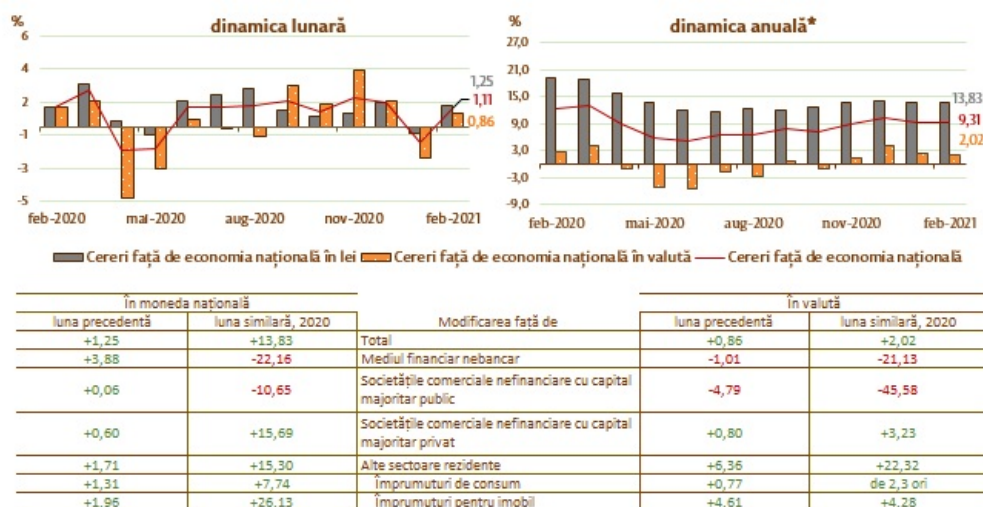 %
dinamica lunară
6
4
2
-1
-3
-5
1,25
1,11
0,86
feb-2020 mai-2020 aug-2020 nov-2020 feb-2021
%
dinamica anuală*
27,0
21,0
15,0
9,0
3,0
-3,0
-9,0
13,83
9,31
2,02
feb-2020 mai-2020 aug-2020 nov-2020 feb-2021
Cereri față de economia națională în lei Cereri față de economia națională în valută Cereri față de economia națională
În moneda națională În valută
luna precedentă luna similară, 2020 Modificarea față de luna precedentă luna similară, 2020
+1,25 +13,83 Total +0,86 +2,02
+3,88 -22,16 Mediul financiar nebancar -1,01 -21,13
+0,06 -10,65 Societățile comerciale nefinanciare cu capital
majoritar public -4,79 -45,58
+0,60 +15,69 Societățile comerciale nefinanciare cu capital
majoritar privat +0,80 +3,23
+1,71 +15,30 Alte sectoare rezidente +6,36 +22,32
+1,31 +7,74 Împrumuturi de consum +0,77 de 2,3 ori
+1,96 +26,13 Împrumuturi pentru imobil +4,61 +4,28